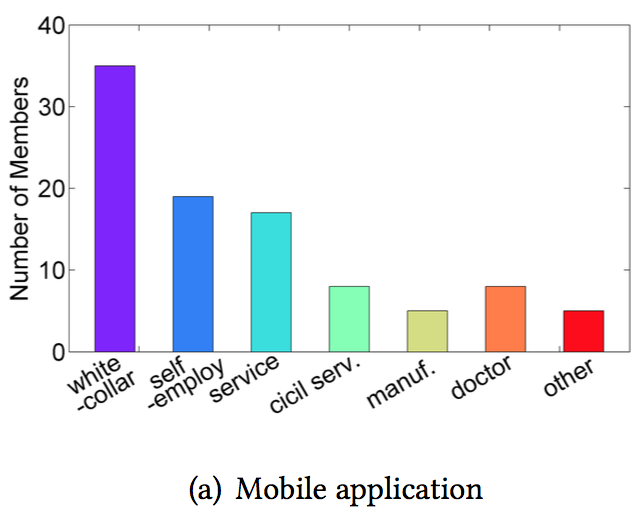 40
30
20
10
0
Number of Members
white
-collar
self
-employ
service
cicil serv.
manuf.
doctor
other
(a) Mobile application